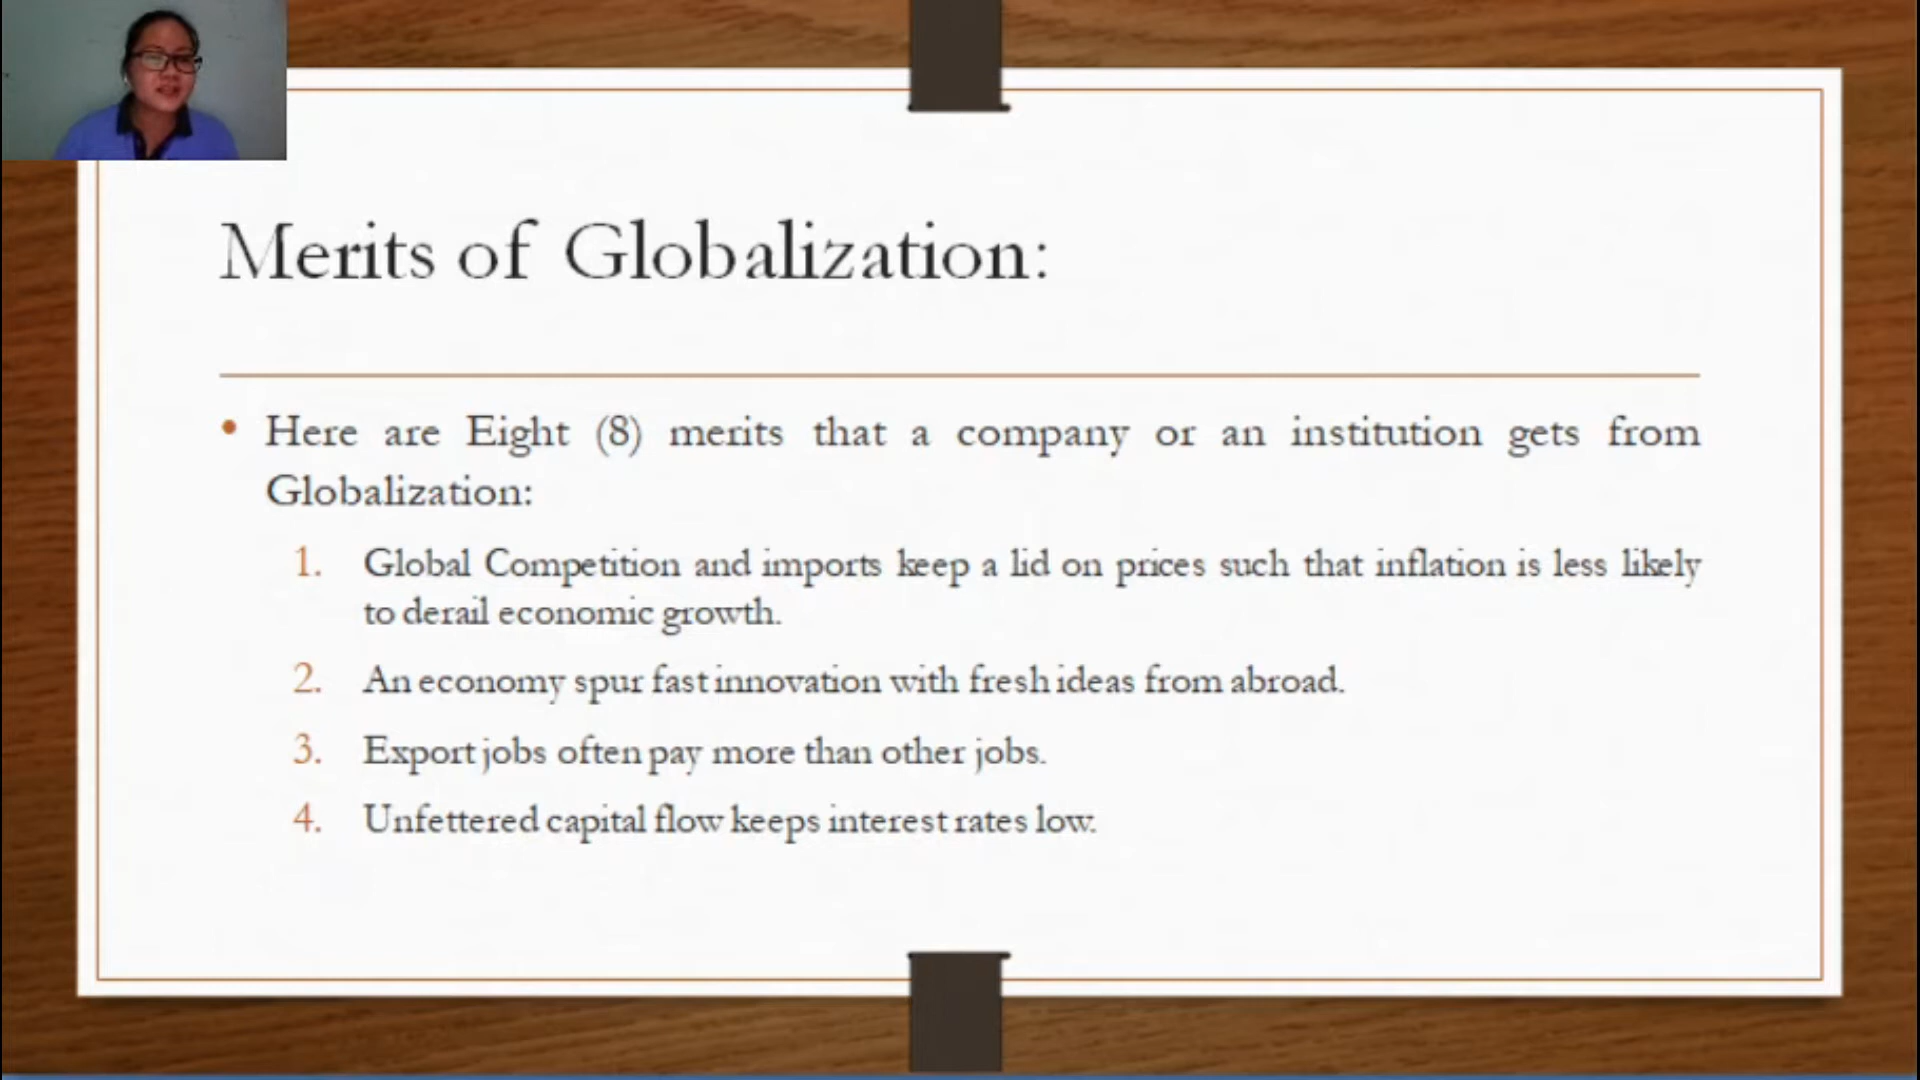 Merits of Globalization:
• Here are Eight (8) merits that a company or an institution gets from
Globalization:
1. Global Competition and imports keep a lid on prices such that inflation is less likely
to derail economic growth.
2. An economy spur fast innovation with fresh ideas from abroad.
3. Export jobs often pay more than other jobs.
4. Unfettered capital flow keeps interest rates low.